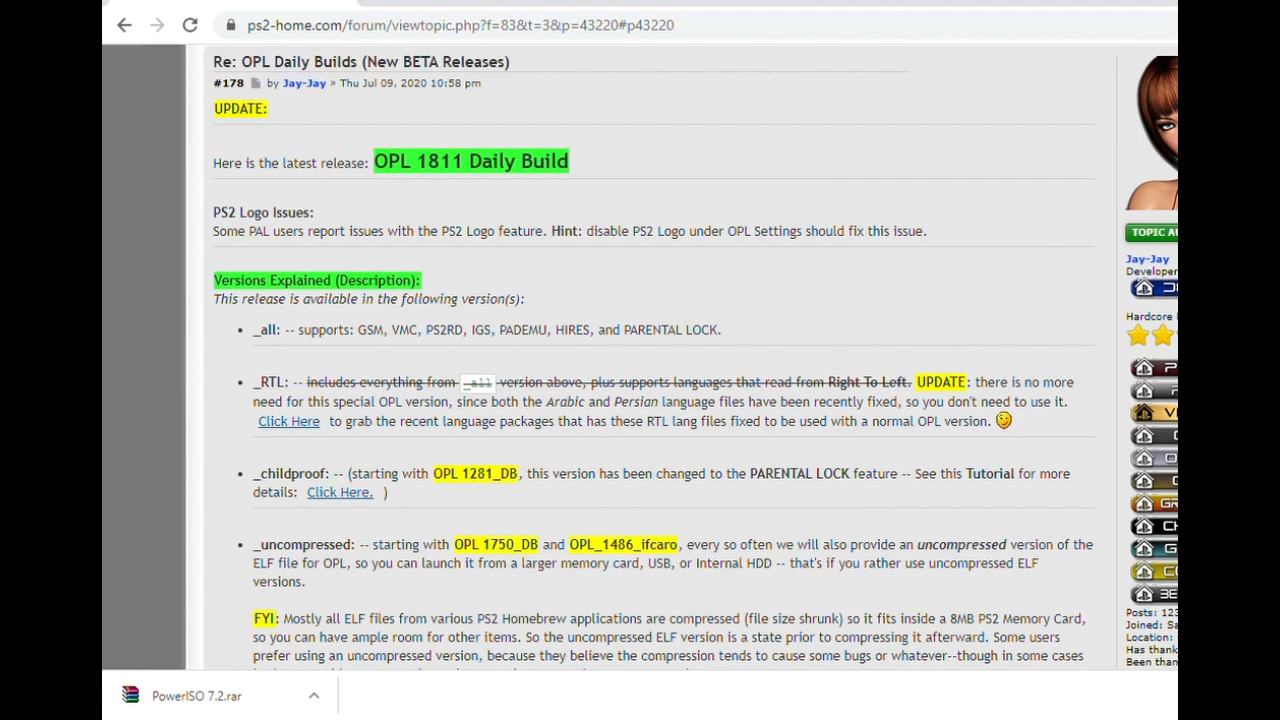 ps2-home.com/forum/viewtopic.php?f=83&t=3&p=43220#p43220
Re: OPL Daily Builds (New BETA Releases)
#178 by Jay-Jay » Thu Jul 09, 2020 10:58 pm
UPDATE:
Here is the latest release: OPL 1811 Daily Build
PS2 Logo Issues:
Some PAL users report issues with the PS2 Logo feature. Hint: disable PS2 Logo under OPL Settings should fix this issue.
TOPIC AU
Versions Explained (Description):
This release is available in the following version(s):
Jay-Jay
Developer
Hardcore
• _all: -- supports: GSM, VMC, PS2RD, IGS, PADEMU, HIRES, and PARENTAL LOCK.
• _RTL: -- includes everything from _all version above, plus supports languages that read from Right To Left. UPDATE: there is no more
need for this special OPL version, since both the Arabic and Persian language files have been recently fixed, so you don't need to use it.
Click Here to grab the recent language packages that has these RTL lang files fixed to be used with a normal OPL version.
• _childproof: -- (starting with OPL 1281_DB, this version has been changed to the PARENTAL LOCK feature -- See this Tutorial for more
details: Click Here. )
• _uncompressed: -- starting with OPL 1750_DB and OPL_1486_ifcaro, every so often we will also provide an uncompressed version of the
ELF file for OPL, so you can launch it from a larger memory card, USB, or Internal HDD -- that's if you rather use uncompressed ELF
versions.
FYI: Mostly all ELF files from various PS2 Homebrew applications are compressed (file size shrunk) so it fits inside a 8MB PS2 Memory Card,
so you can have ample room for other items. So the uncompressed ELF version is a state prior to compressing it afterward. Some users
prefer using an uncompressed version, because they believe the compression tends to cause some bugs or whatever--though in some cases
Posts: 123
Joined: Sa
Location:
Has thank
Been than
PowerISO 7.2.rar